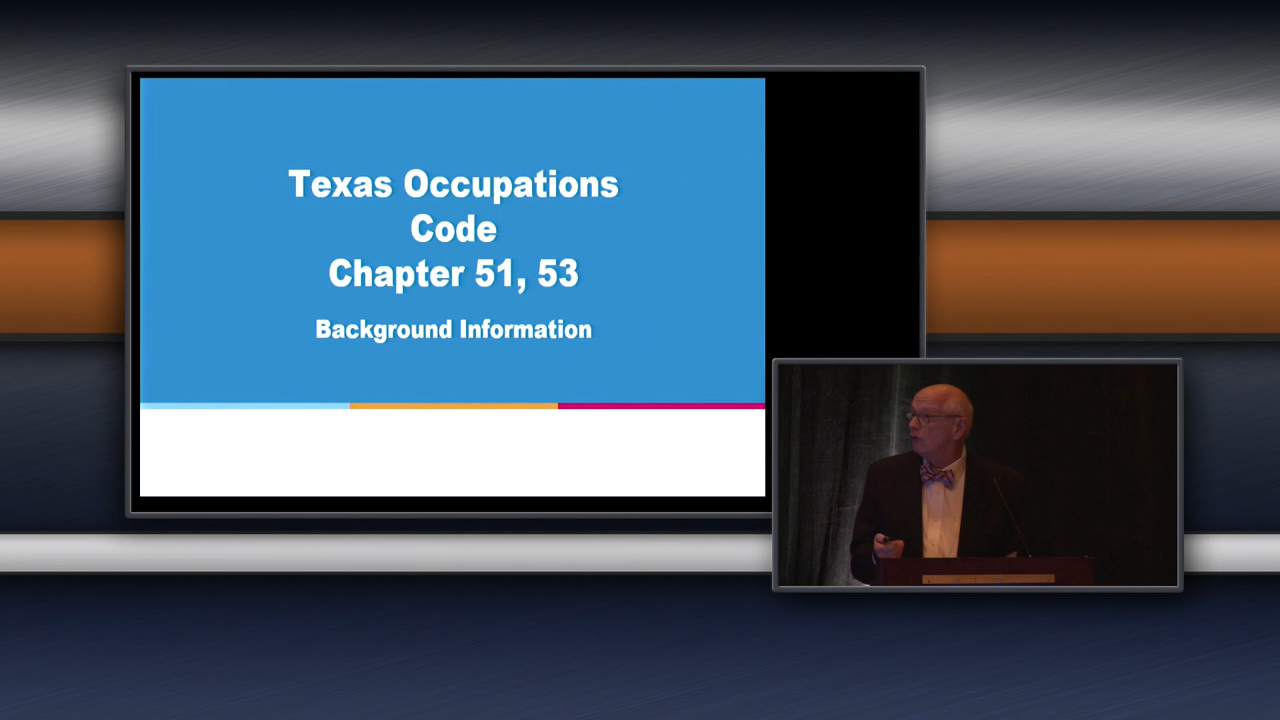 Texas Occupations
Code
Chapter 51, 53
Background Information